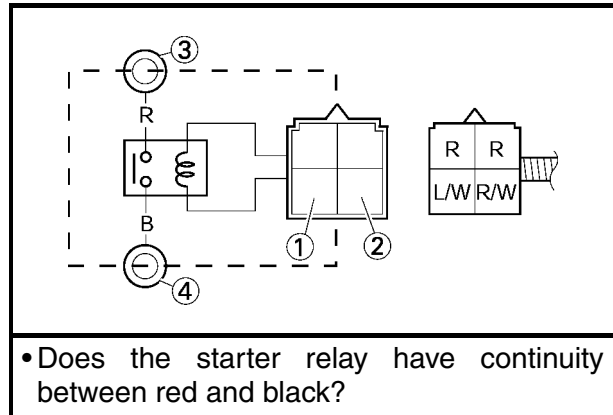 ③
R
R R
L/W R/W
B
① ②
④
• Does the starter relay have continuity
between red and black?